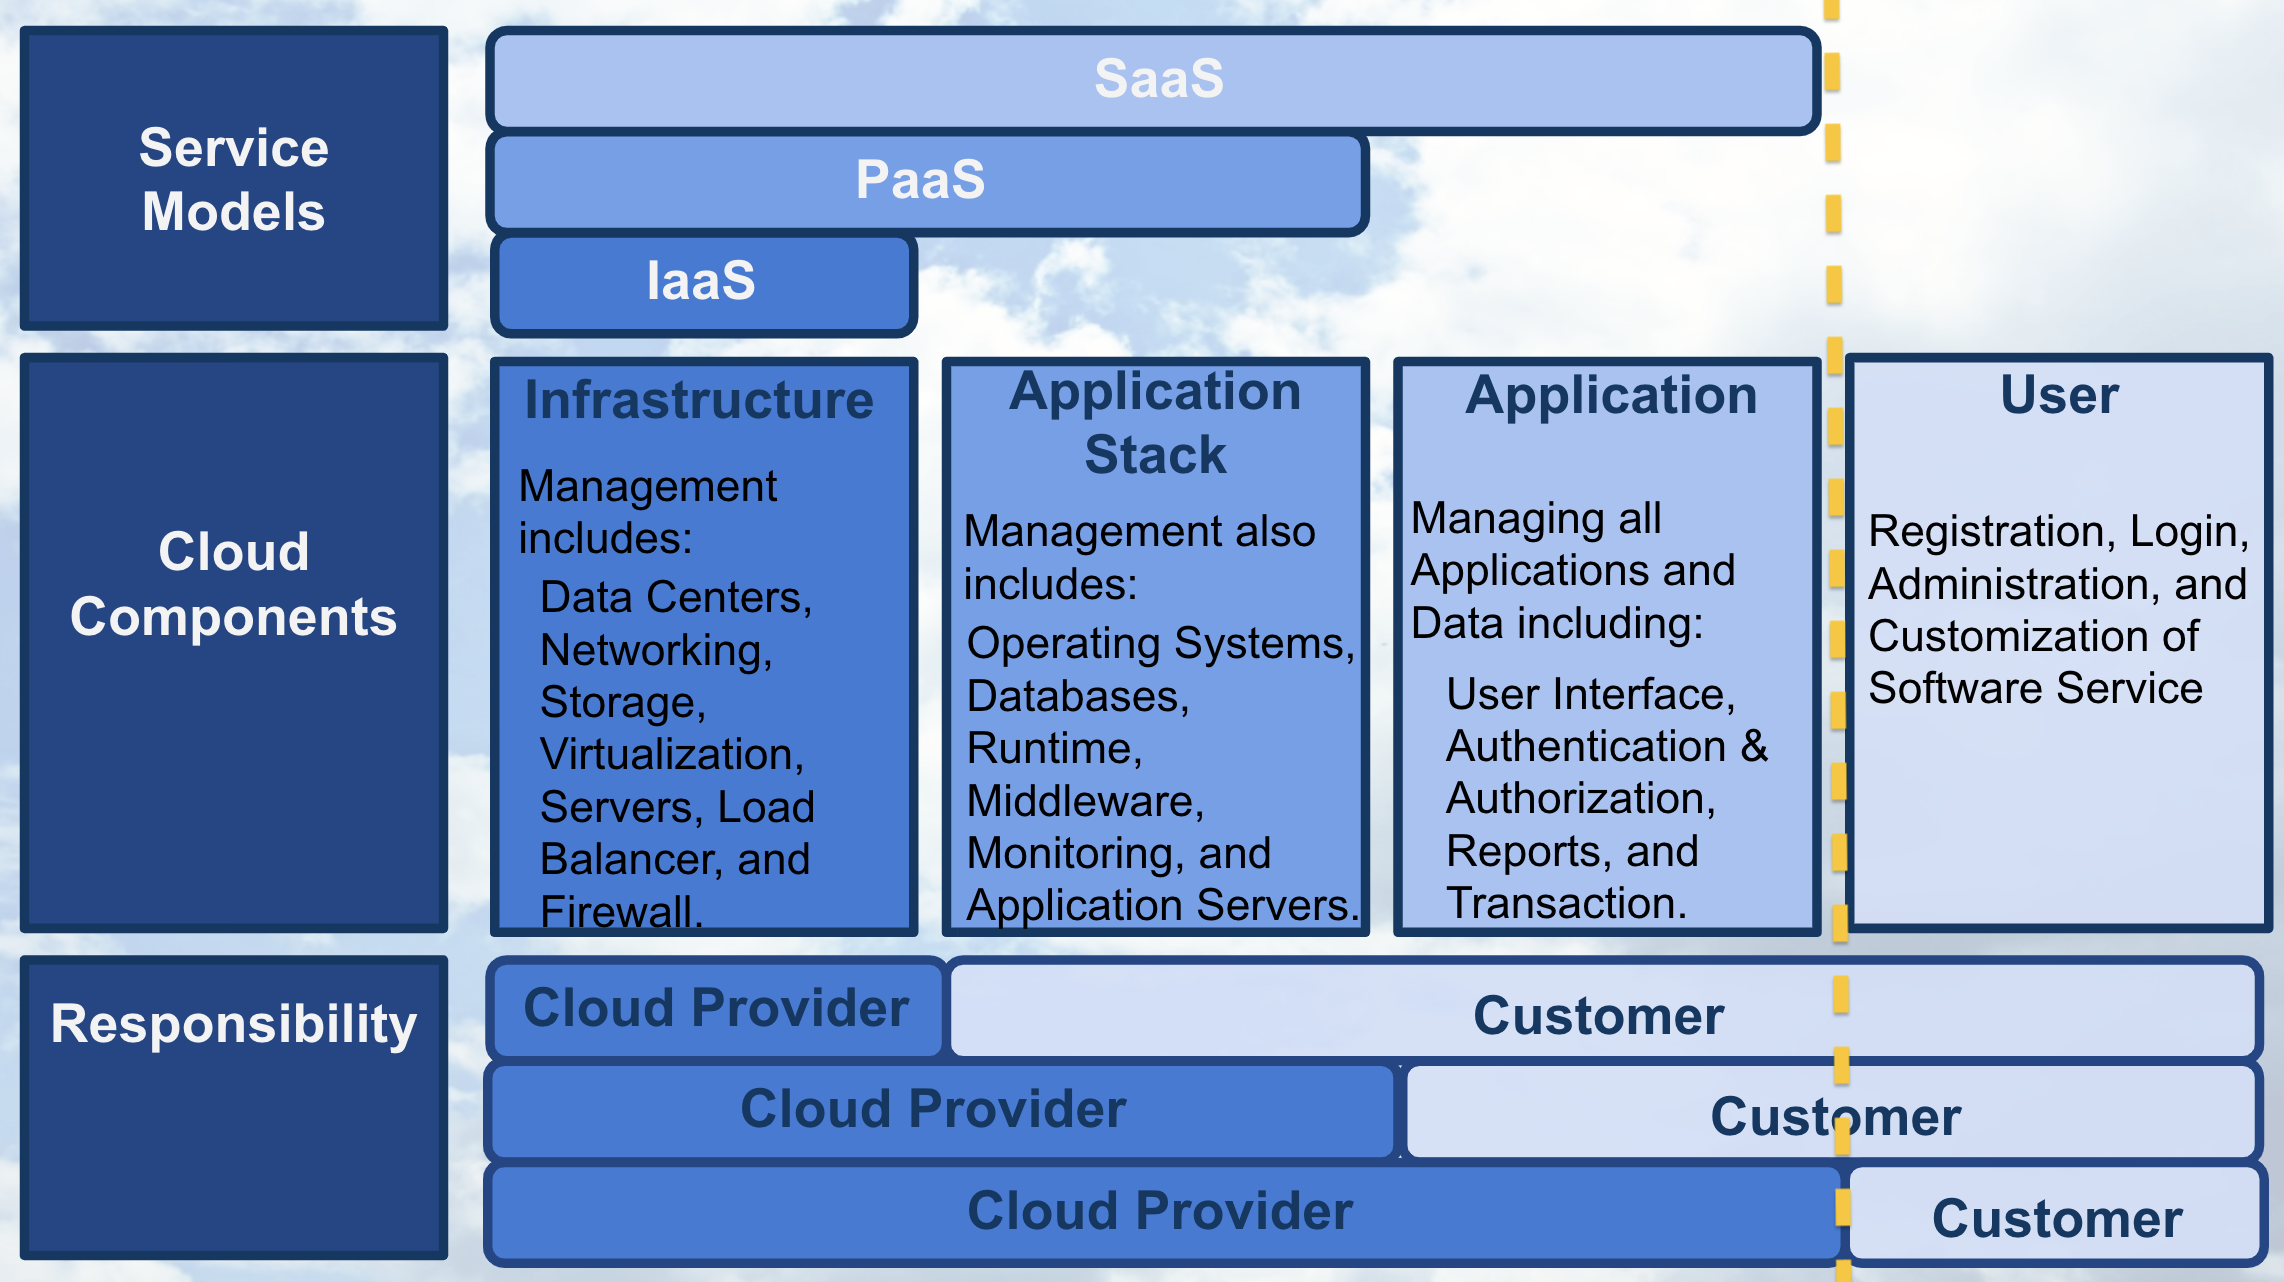 Service
Models
SaaS
PaaS
IaaS
Cloud
Components
Infrastructure
Management
includes:
Data Centers,
Networking,
Storage,
Virtualization,
Servers, Load
Balancer, and
Firewall.
Application
Stack
Management also
includes:
Operating Systems,
Databases,
Runtime,
Middleware,
Monitoring, and
Application Servers.
Application
Managing all
Applications and
Data including:
User Interface,
Authentication &
Authorization,
Reports, and
Transaction.
User
Registration, Login,
Administration, and
Customization of
Software Service
Responsibility
Cloud Provider
Customer
Cloud Provider
Customer
Cloud Provider
Customer